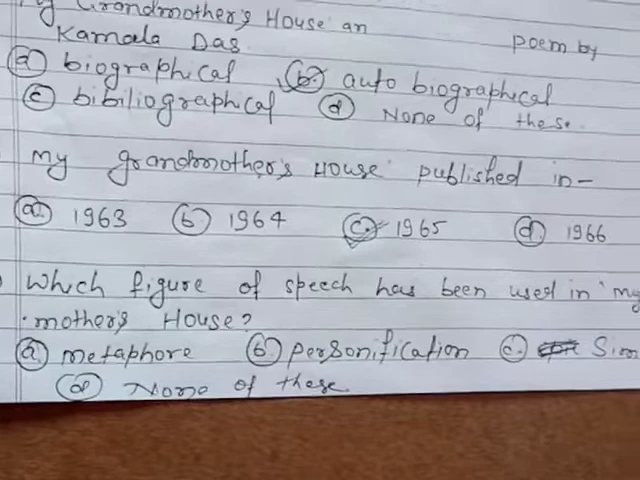 Grandmother's House an poem by
Kamala Das.
(a) biographical (b) auto biographical
(c) bibiliographical (d) None of these.
My grandmother's House published in-
(a) 1963 (b) 1964 (c) 1965 (d) 1966
Which figure of speech has been used in 'my
mother's House?
(a) metaphore (b) personification (c) Sim
(d) None of these